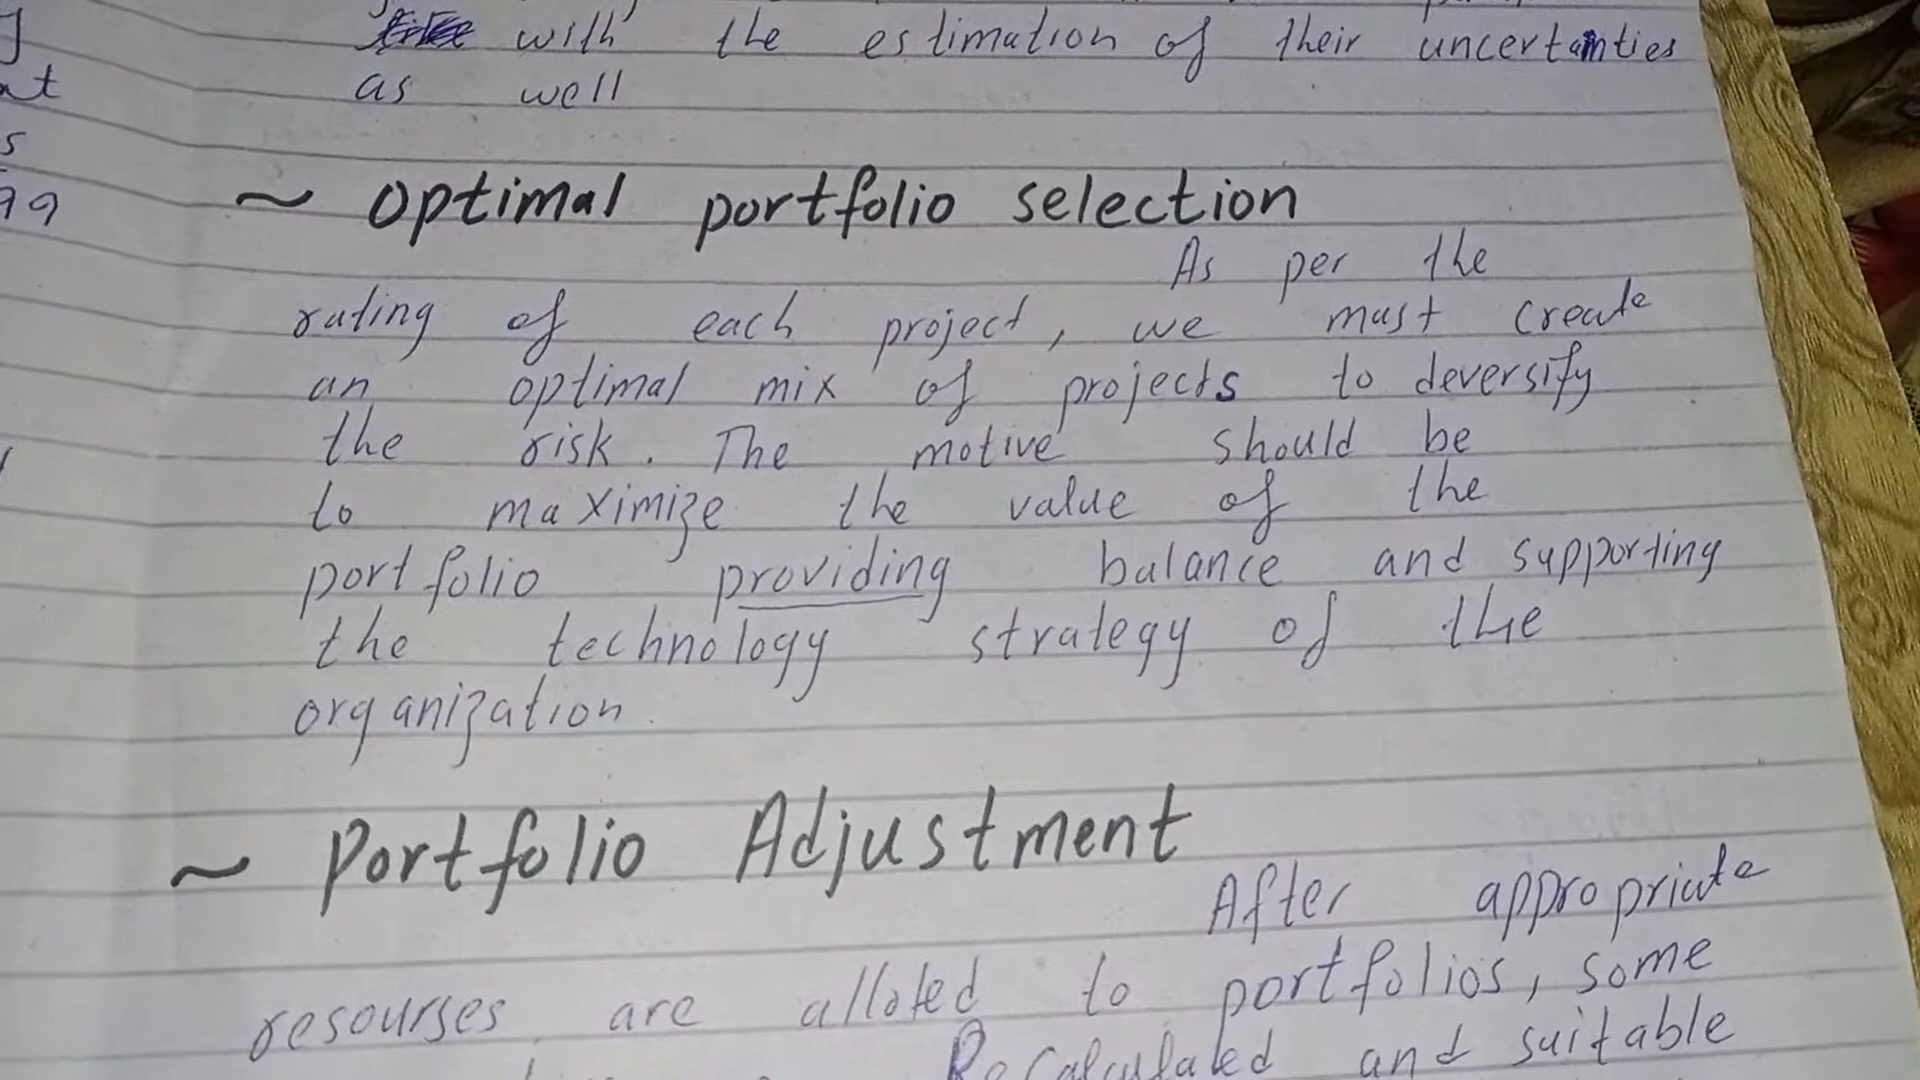 with the estimation of their uncertainties
as well
~ Optimal portfolio selection
As per the
rating of each project, we must create
an optimal mix of projects to deversify
the risk. The motive should be
to maximize the value of the
portfolio providing balance and supporting
the technology strategy of the
organization.
~ Portfolio Adjustment
After appropriate
resourses are alloted to portfolios, some
Recalculated and suitable